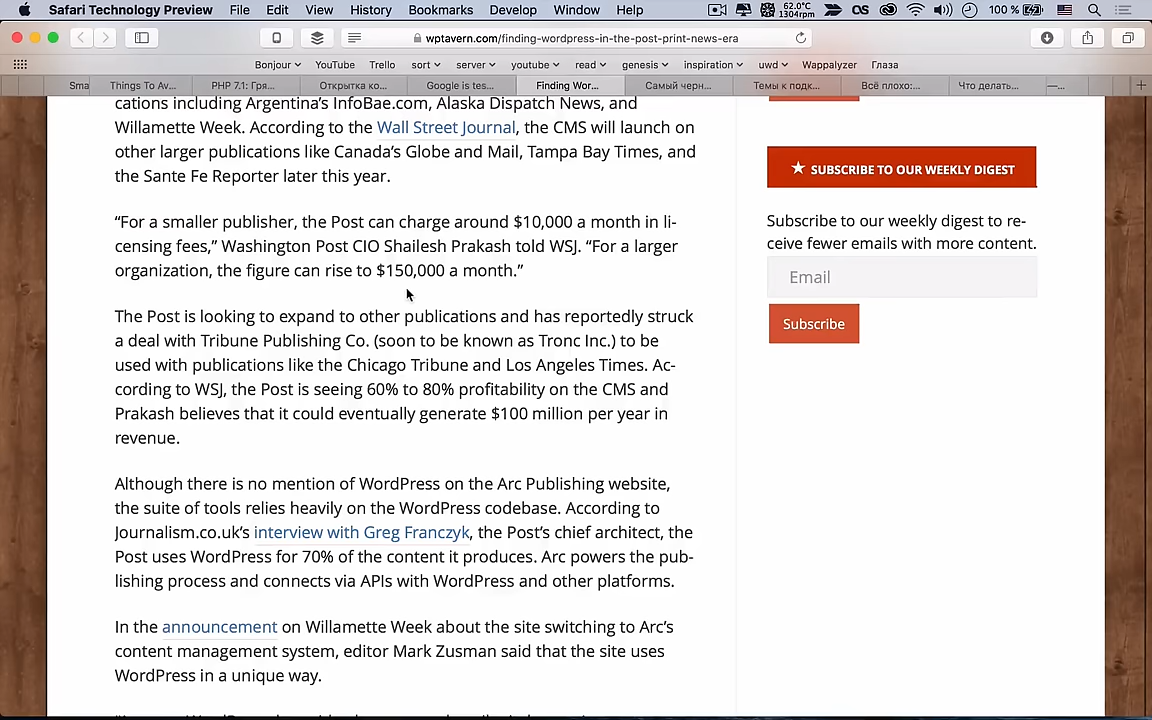 Safari Technology Preview File Edit View History Bookmarks Develop Window Help 62.0°C 1304rpm OS 100 %
wptavern.com/finding-wordpress-in-the-post-print-news-era
Bonjour YouTube Trello sort server youtube read genesis inspiration uwd Wappalyzer Глаза
Sma Things To Av... PHP 7.1: Гря... Открытка ко... Google is tes... Finding Wor... Самый черн... Темы к подк... Всё плохо:... Что делать... —...
cations including Argentina's InfoBae.com, Alaska Dispatch News, and
Willamette Week. According to the Wall Street Journal, the CMS will launch on
other larger publications like Canada's Globe and Mail, Tampa Bay Times, and
the Sante Fe Reporter later this year.
“For a smaller publisher, the Post can charge around $10,000 a month in li-
censing fees,” Washington Post CIO Shailesh Prakash told WSJ. “For a larger
organization, the figure can rise to $150,000 a month.”
The Post is looking to expand to other publications and has reportedly struck
a deal with Tribune Publishing Co. (soon to be known as Tronc Inc.) to be
used with publications like the Chicago Tribune and Los Angeles Times. Ac-
cording to WSJ, the Post is seeing 60% to 80% profitability on the CMS and
Prakash believes that it could eventually generate $100 million per year in
revenue.
Although there is no mention of WordPress on the Arc Publishing website,
the suite of tools relies heavily on the WordPress codebase. According to
Journalism.co.uk's interview with Greg Franczyk, the Post's chief architect, the
Post uses WordPress for 70% of the content it produces. Arc powers the pub-
lishing process and connects via APIs with WordPress and other platforms.
In the announcement on Willamette Week about the site switching to Arc's
content management system, editor Mark Zusman said that the site uses
WordPress in a unique way.
★ SUBSCRIBE TO OUR WEEKLY DIGEST
Subscribe to our weekly digest to re-
ceive fewer emails with more content.
Email
Subscribe